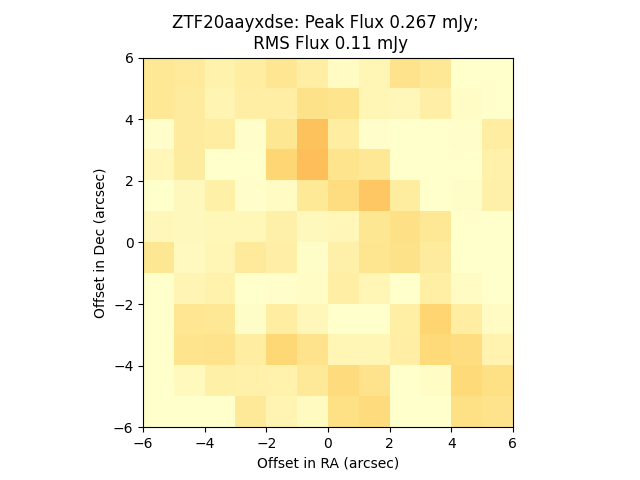 ZTF20aayxdse: Peak Flux 0.267 mJy;
RMS Flux 0.11 mJy
6
4
2
0
−2
−4
−6
Offset in Dec (arcsec)
−6 −4 −2 0 2 4 6
Offset in RA (arcsec)